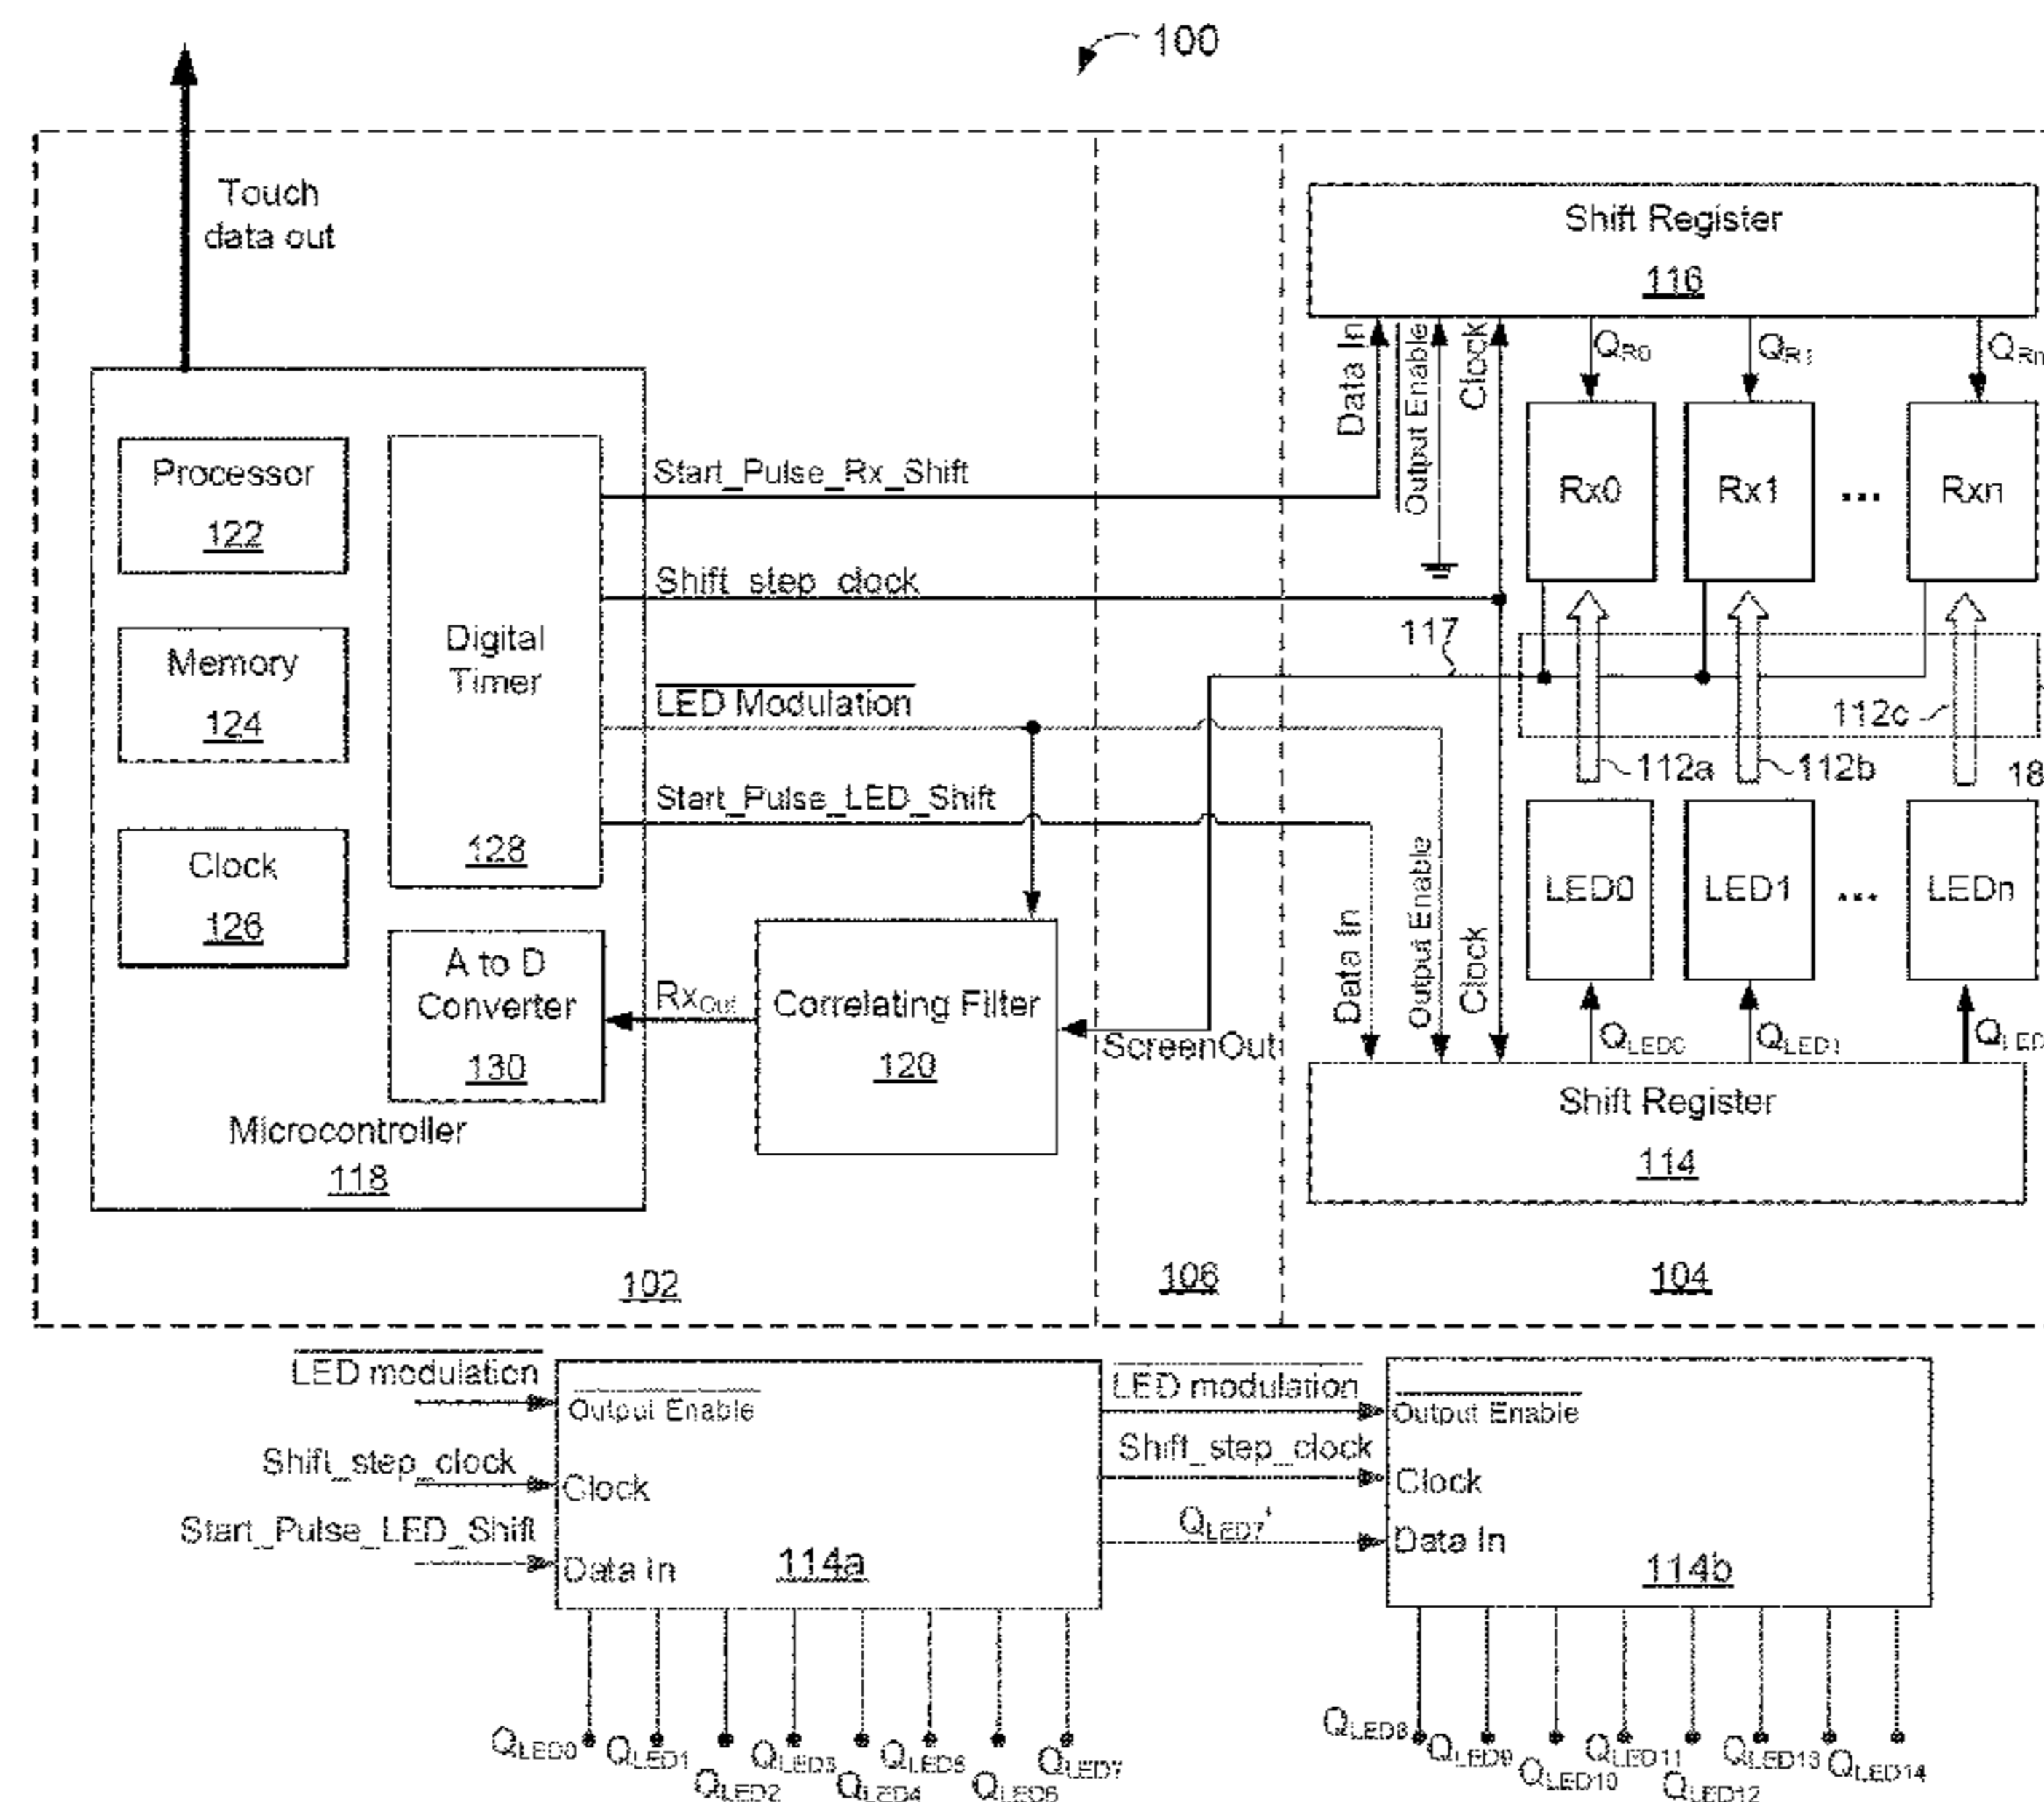 100
Touch
data out
Shift Register
116
Data In
Output Enable
Clock
QR0
QR1
QRn
Processor
122
Start_Pulse_Rx_Shift
Rx0
Rx1
...
Rxn
Shift_step_clock
Memory
124
Digital
Timer
128
117
LED Modulation
112c
112a
112b
18
Start_Pulse_LED_Shift
Clock
126
LED0
LED1
...
LEDn
Data In
Output Enable
Clock
A to D
Converter
130
RxOut
Correlating Filter
120
ScreenOut
QLED0
QLED1
QLED
Shift Register
114
Microcontroller
118
102
106
104
LED modulation
Output Enable
LED modulation
Output Enable
Shift_step_clock
Clock
Shift_step_clock
Clock
Start_Pulse_LED_Shift
Data In
114a
QLED7'
Data In
114b
QLED0
QLED1
QLED2
QLED3
QLED4
QLED5
QLED6
QLED7
QLED8
QLED9
QLED10
QLED11
QLED12
QLED13
QLED14